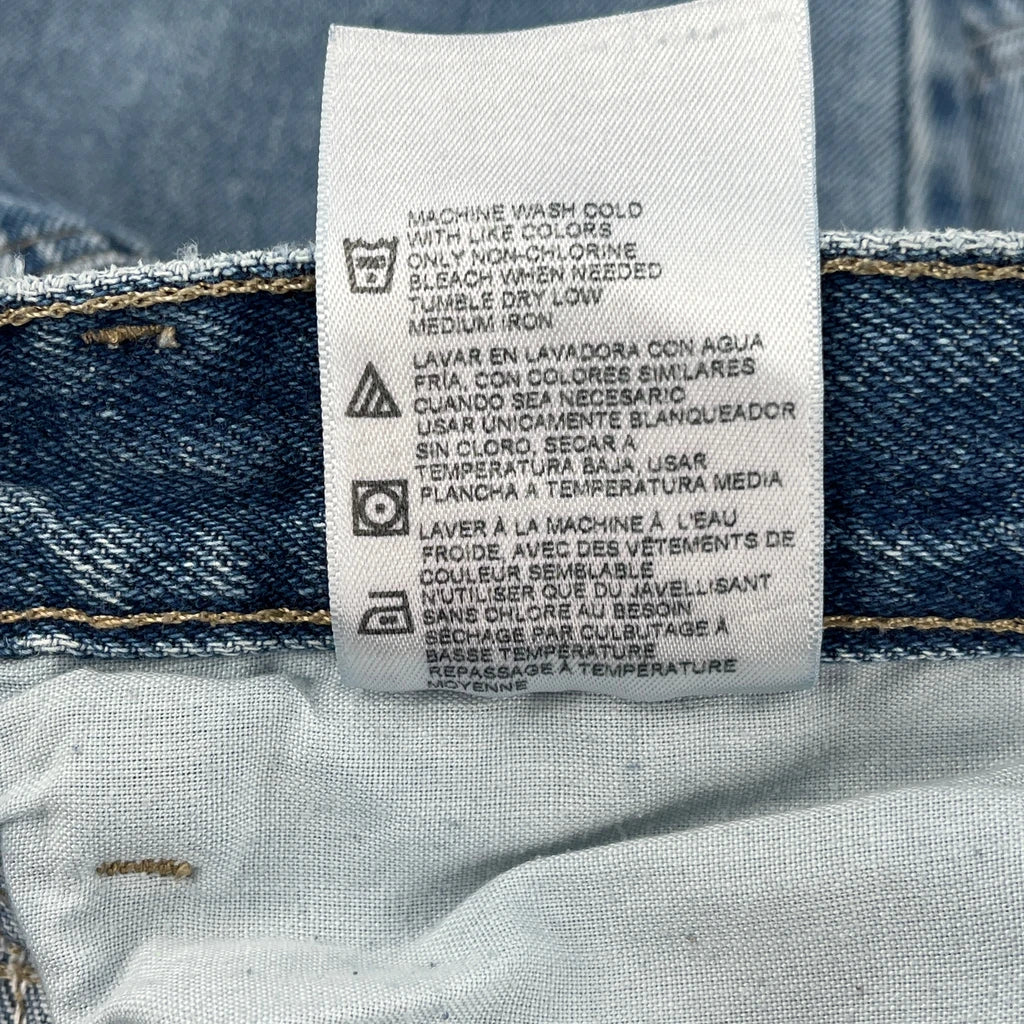 MACHINE WASH COLD
WITH LIKE COLORS
ONLY NON-CHLORINE
BLEACH WHEN NEEDED
TUMBLE DRY LOW
MEDIUM IRON
LAVAR EN LAVADORA CON AGUA
FRÍA, CON COLORES SIMILARES
CUANDO SEA NECESARIO
USAR UNICAMENTE BLANQUEADOR
SIN CLORO, SECAR A
TEMPERATURA BAJA, USAR
PLANCHA A TEMPERATURA MEDIA
LAVER À LA MACHINE À L'EAU
FROIDE, AVEC DES VÊTEMENTS DE
COULEUR SEMBLABLE
N'UTILISER QUE DU JAVELLISANT
SANS CHLORE AU BESOIN
SÉCHAGE PAR CULBUTAGE À
BASSE TEMPÉRATURE
REPASSAGE À TEMPÉRATURE
MOYENNE